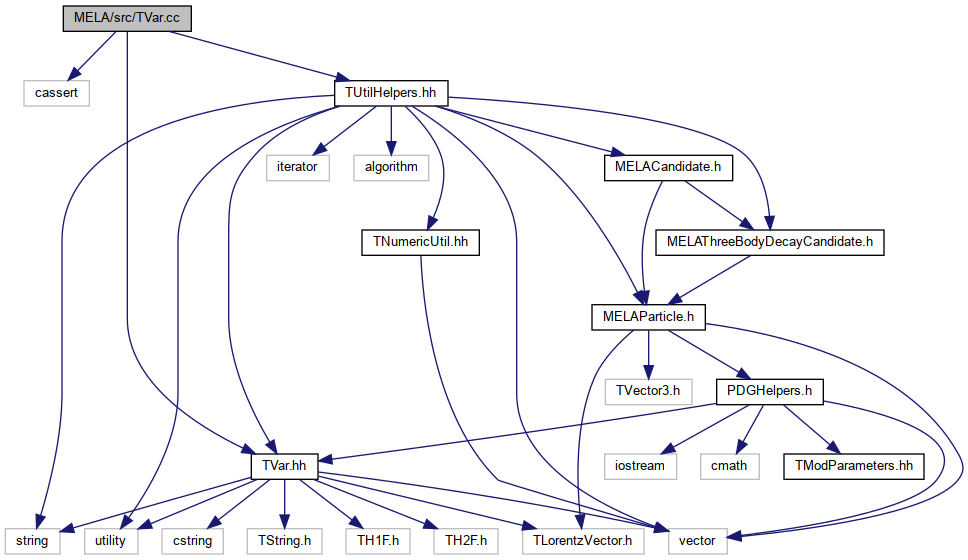 MELA/src/TVar.cc
cassert
TUtilHelpers.hh
iterator
algorithm
MELACandidate.h
TNumericUtil.hh
MELAThreeBodyDecayCandidate.h
MELAParticle.h
TVector3.h
PDGHelpers.h
TVar.hh
iostream
cmath
TModParameters.hh
string
utility
cstring
TString.h
TH1F.h
TH2F.h
TLorentzVector.h
vector